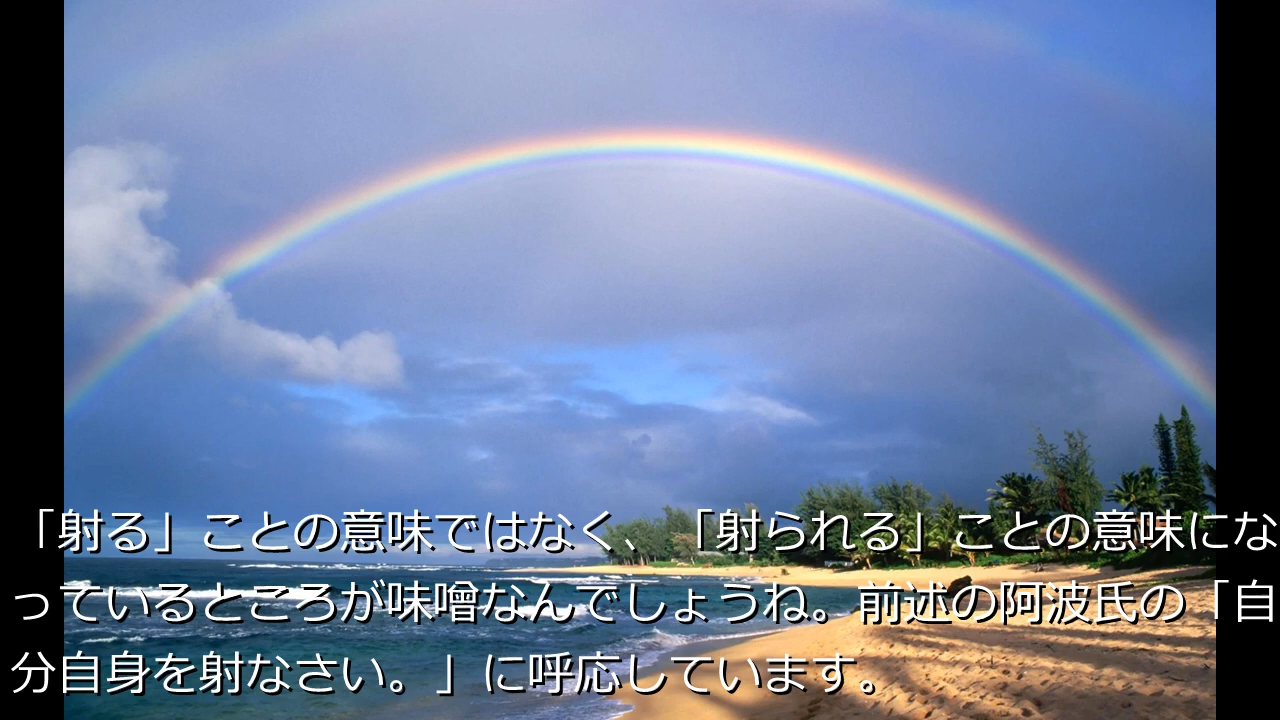 「射る」ことの意味ではなく、「射られる」ことの意味にな
っているところが味噌なんでしょうね。前述の阿波氏の「自
分自身を射なさい。」に呼応しています。